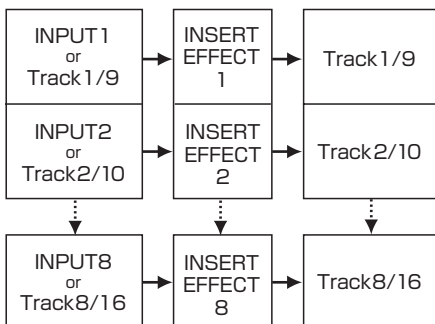 INPUT1
or
Track1/9
INSERT
EFFECT
1
Track1/9
INPUT2
or
Track2/10
INSERT
EFFECT
2
Track2/10
INPUT8
or
Track8/16
INSERT
EFFECT
8
Track8/16